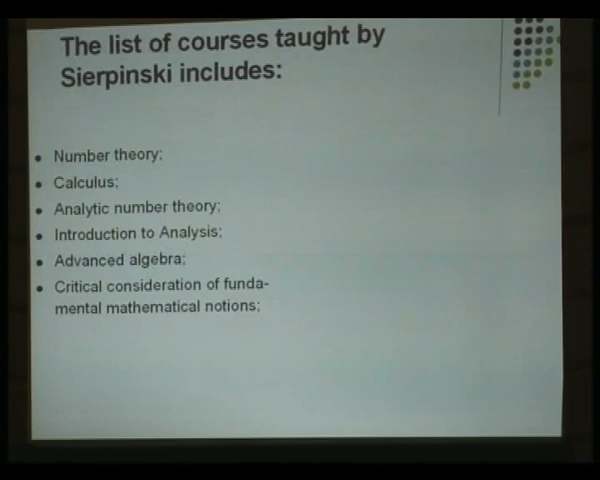 The list of courses taught by
Sierpinski includes:
Number theory;
Calculus;
Analytic number theory;
Introduction to Analysis;
Advanced algebra;
Critical consideration of funda-
mental mathematical notions;